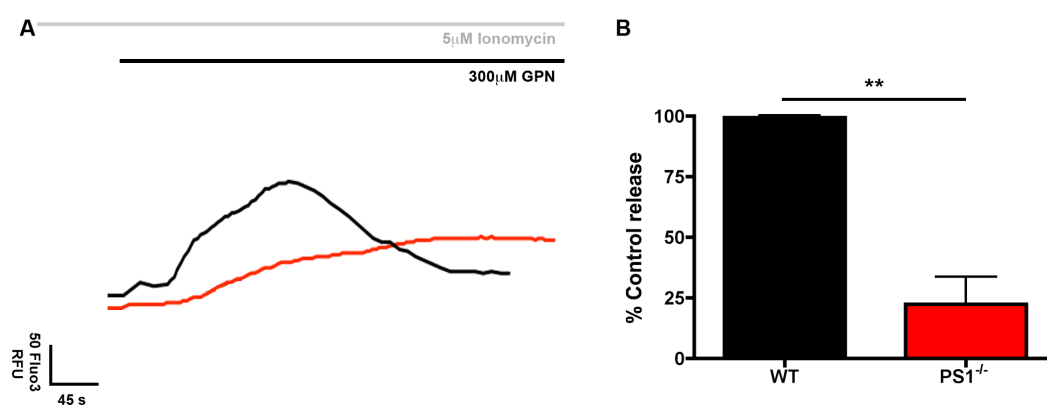 A
5μM Ionomycin
300μM GPN
50 Fluo3
RFU
45 s
B
**
% Control release
100
75
50
25
0
WT
PS1-/-